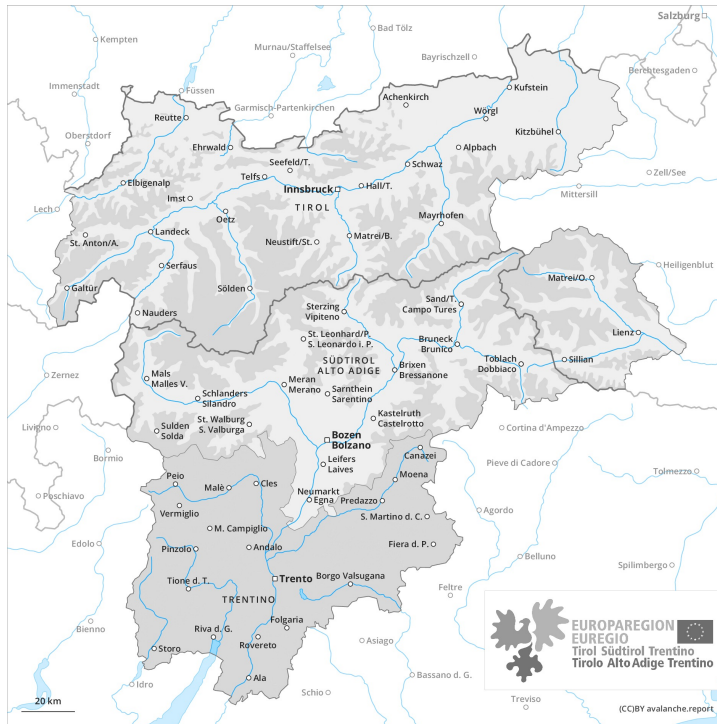 Salzburg
Bad Tölz
Kempten
Murnau/Staffelsee
Bayrischzell
Berchtesgaden
Immenstadt
Füssen
Achenkirch
Kufstein
Garmisch-Partenkirchen
Reutte
Wörgl
Oberstdorf
Kitzbühel
Ehrwald
Alpbach
Seefeld/T.
Schwaz
Zell/See
Telfs
Elbigenalp
Innsbruck
Hall/T.
Mittersill
Imst
TIROL
Lech
Oetz
Mayrhofen
Landeck
Matrei/B.
St. Anton/A.
Neustift/St.
Serfaus
Heiligenblut
Galtür
Sölden
Matrei/O.
Sand/T.
Campo Tures
Nauders
Sterzing
Vipiteno
Lienz
St. Leonhard/P.
S. Leonardo i. P.
Bruneck
Brunico
SÜDTIROL
ALTO ADIGE
Toblach
Dobbiaco
Sillian
Zernez
Mals
Malles V.
Meran
Merano
Brixen
Bressanone
Schlanders
Silandro
Sarnthein
Sarentino
St. Walburg
S. Valburga
Kastelruth
Castelrotto
Livigno
Sulden
Solda
Bozen
Bolzano
Cortina d'Ampezzo
Bormio
Canazei
Leifers
Laives
Pieve di Cadore
Tolmezzo
Peio
Moena
Malè
Cles
Poschiavo
Neumarkt
Egna
Predazzo
Vermiglio
Agordo
S. Martino d. C.
M. Campiglio
Edolo
Pinzolo
Andalo
Fiera d. P.
Belluno
Spilimbergo
Tione d. T.
Trento
Borgo Valsugana
Feltre
TRENTINO
Bienno
Folgaria
Riva d. G.
EUROPAREGION
EUREGIO
Asiago
Storo
Rovereto
Tirol Südtirol Trentino
Tirolo Alto Adige Trentino
Ala
Bassano d. G.
Idro
Schio
Treviso
20 km
(CC)BY avalanche.report